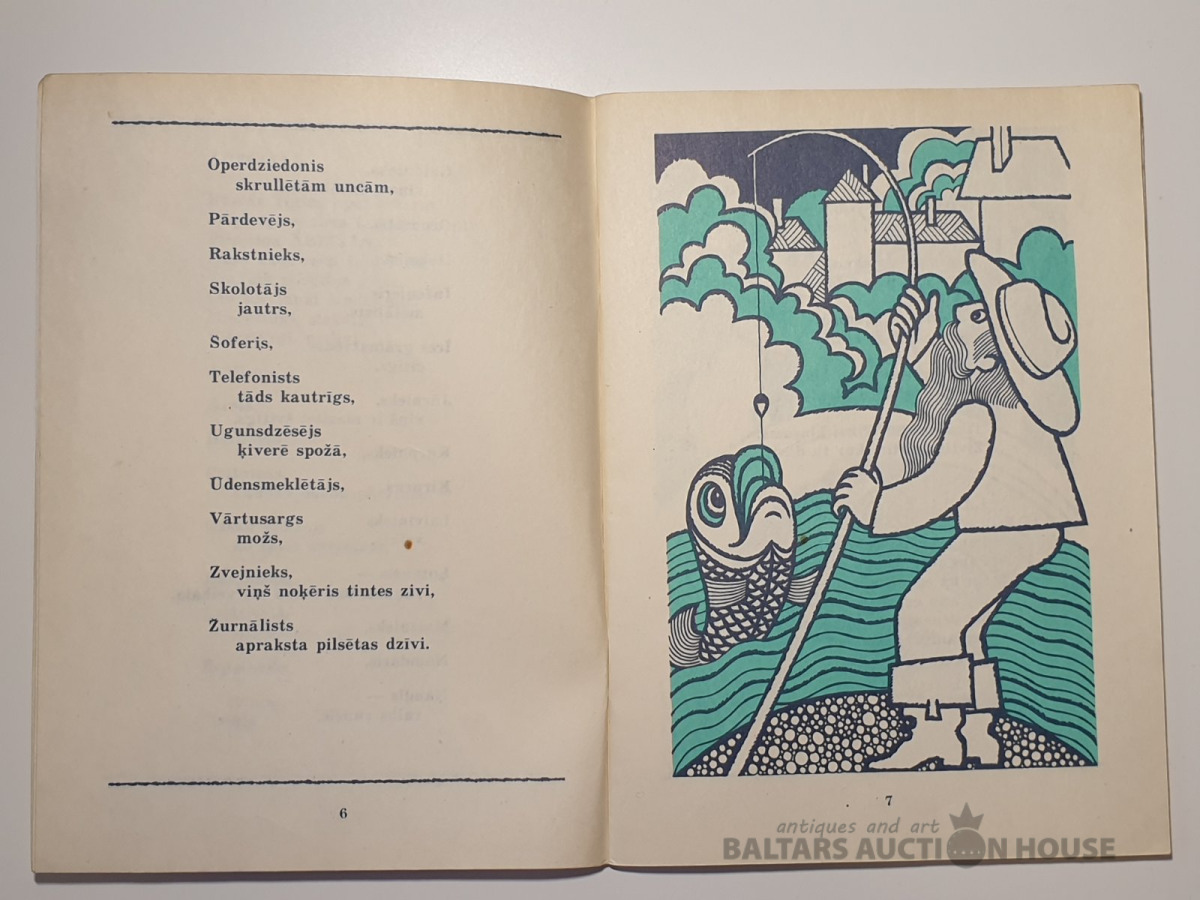 Operdziedonis
skrullētām uncām,
Pārdevējs,
Rakstnieks,
Skolotājs
jautrs,
Šoferis,
Telefonists
tāds kautrīgs,
Ugunsdzēsējs
ķiverē spožā,
Ūdensmeklētājs,
Vārtusargs
možs,
Zvejnieks,
viņš noķēris tintes zivi,
Žurnālists
apraksta pilsētas dzīvi.
6
7
antiques and art
BALTARS AUCTION HOUSE